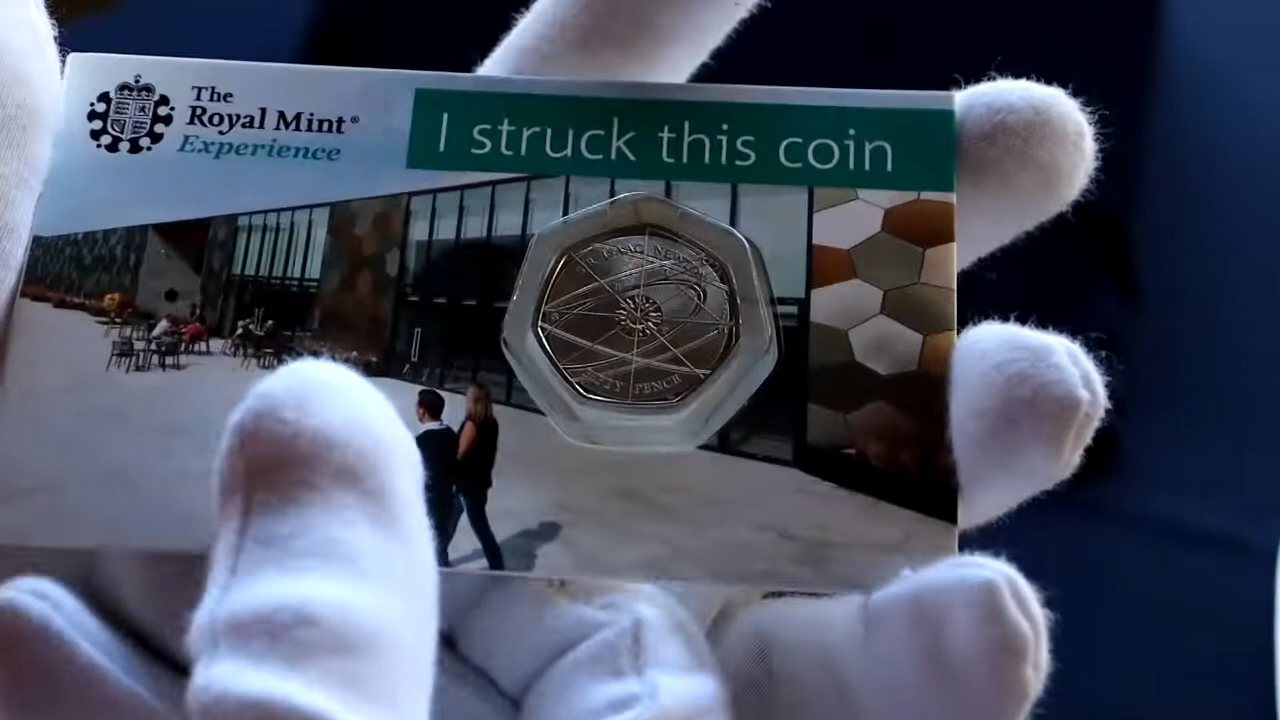 The
Royal Mint®
Experience
I struck this coin
SIR ISAAC NEWTON
FIFTY PENCE